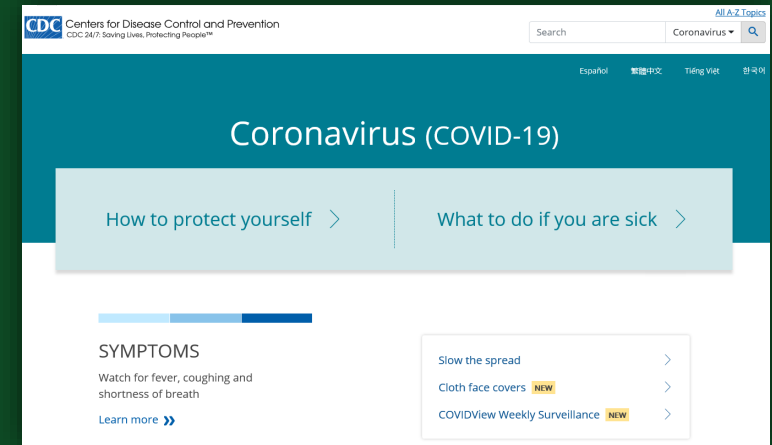 All A-Z Topics
CDC Centers for Disease Control and Prevention
CDC 24/7: Saving Lives, Protecting People™
Search
Coronavirus
Español 繁體中文 Tiếng Việt 한국어
Coronavirus (COVID-19)
How to protect yourself
What to do if you are sick
SYMPTOMS
Watch for fever, coughing and
shortness of breath
Learn more
Slow the spread
Cloth face covers NEW
COVIDView Weekly Surveillance NEW